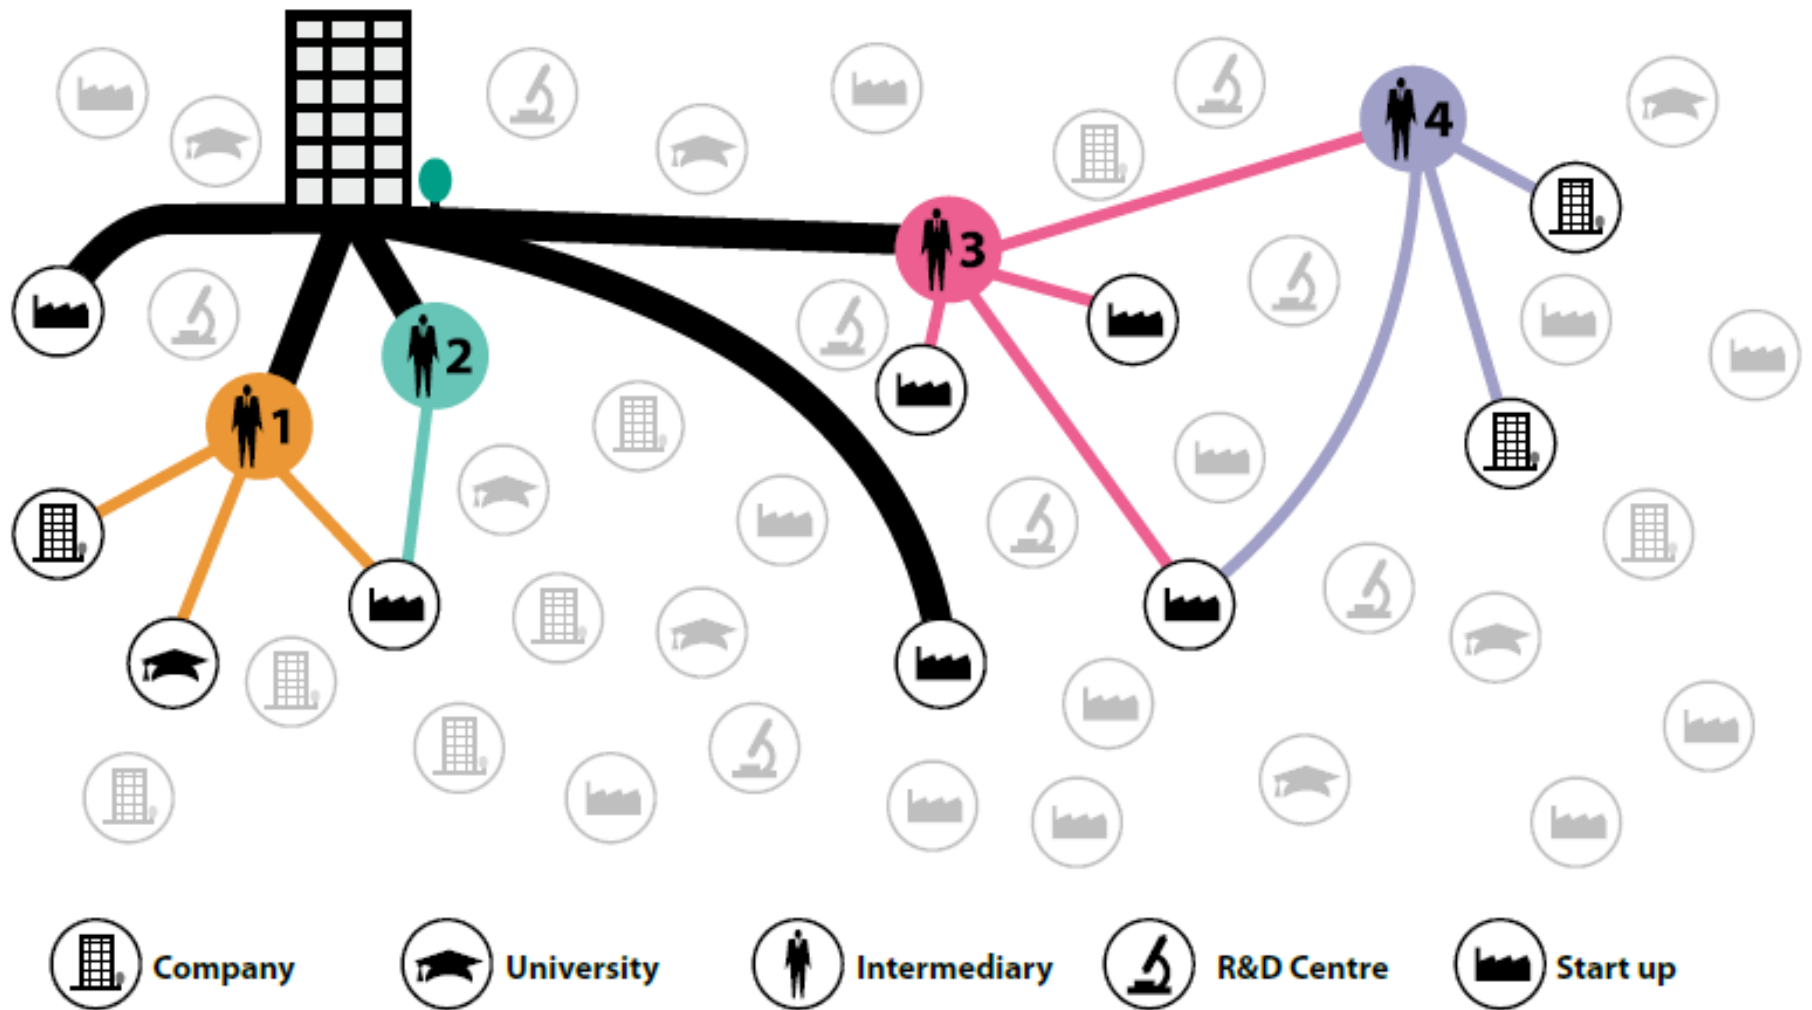 4
3
2
1
Company
University
Intermediary
R&D Centre
Start up